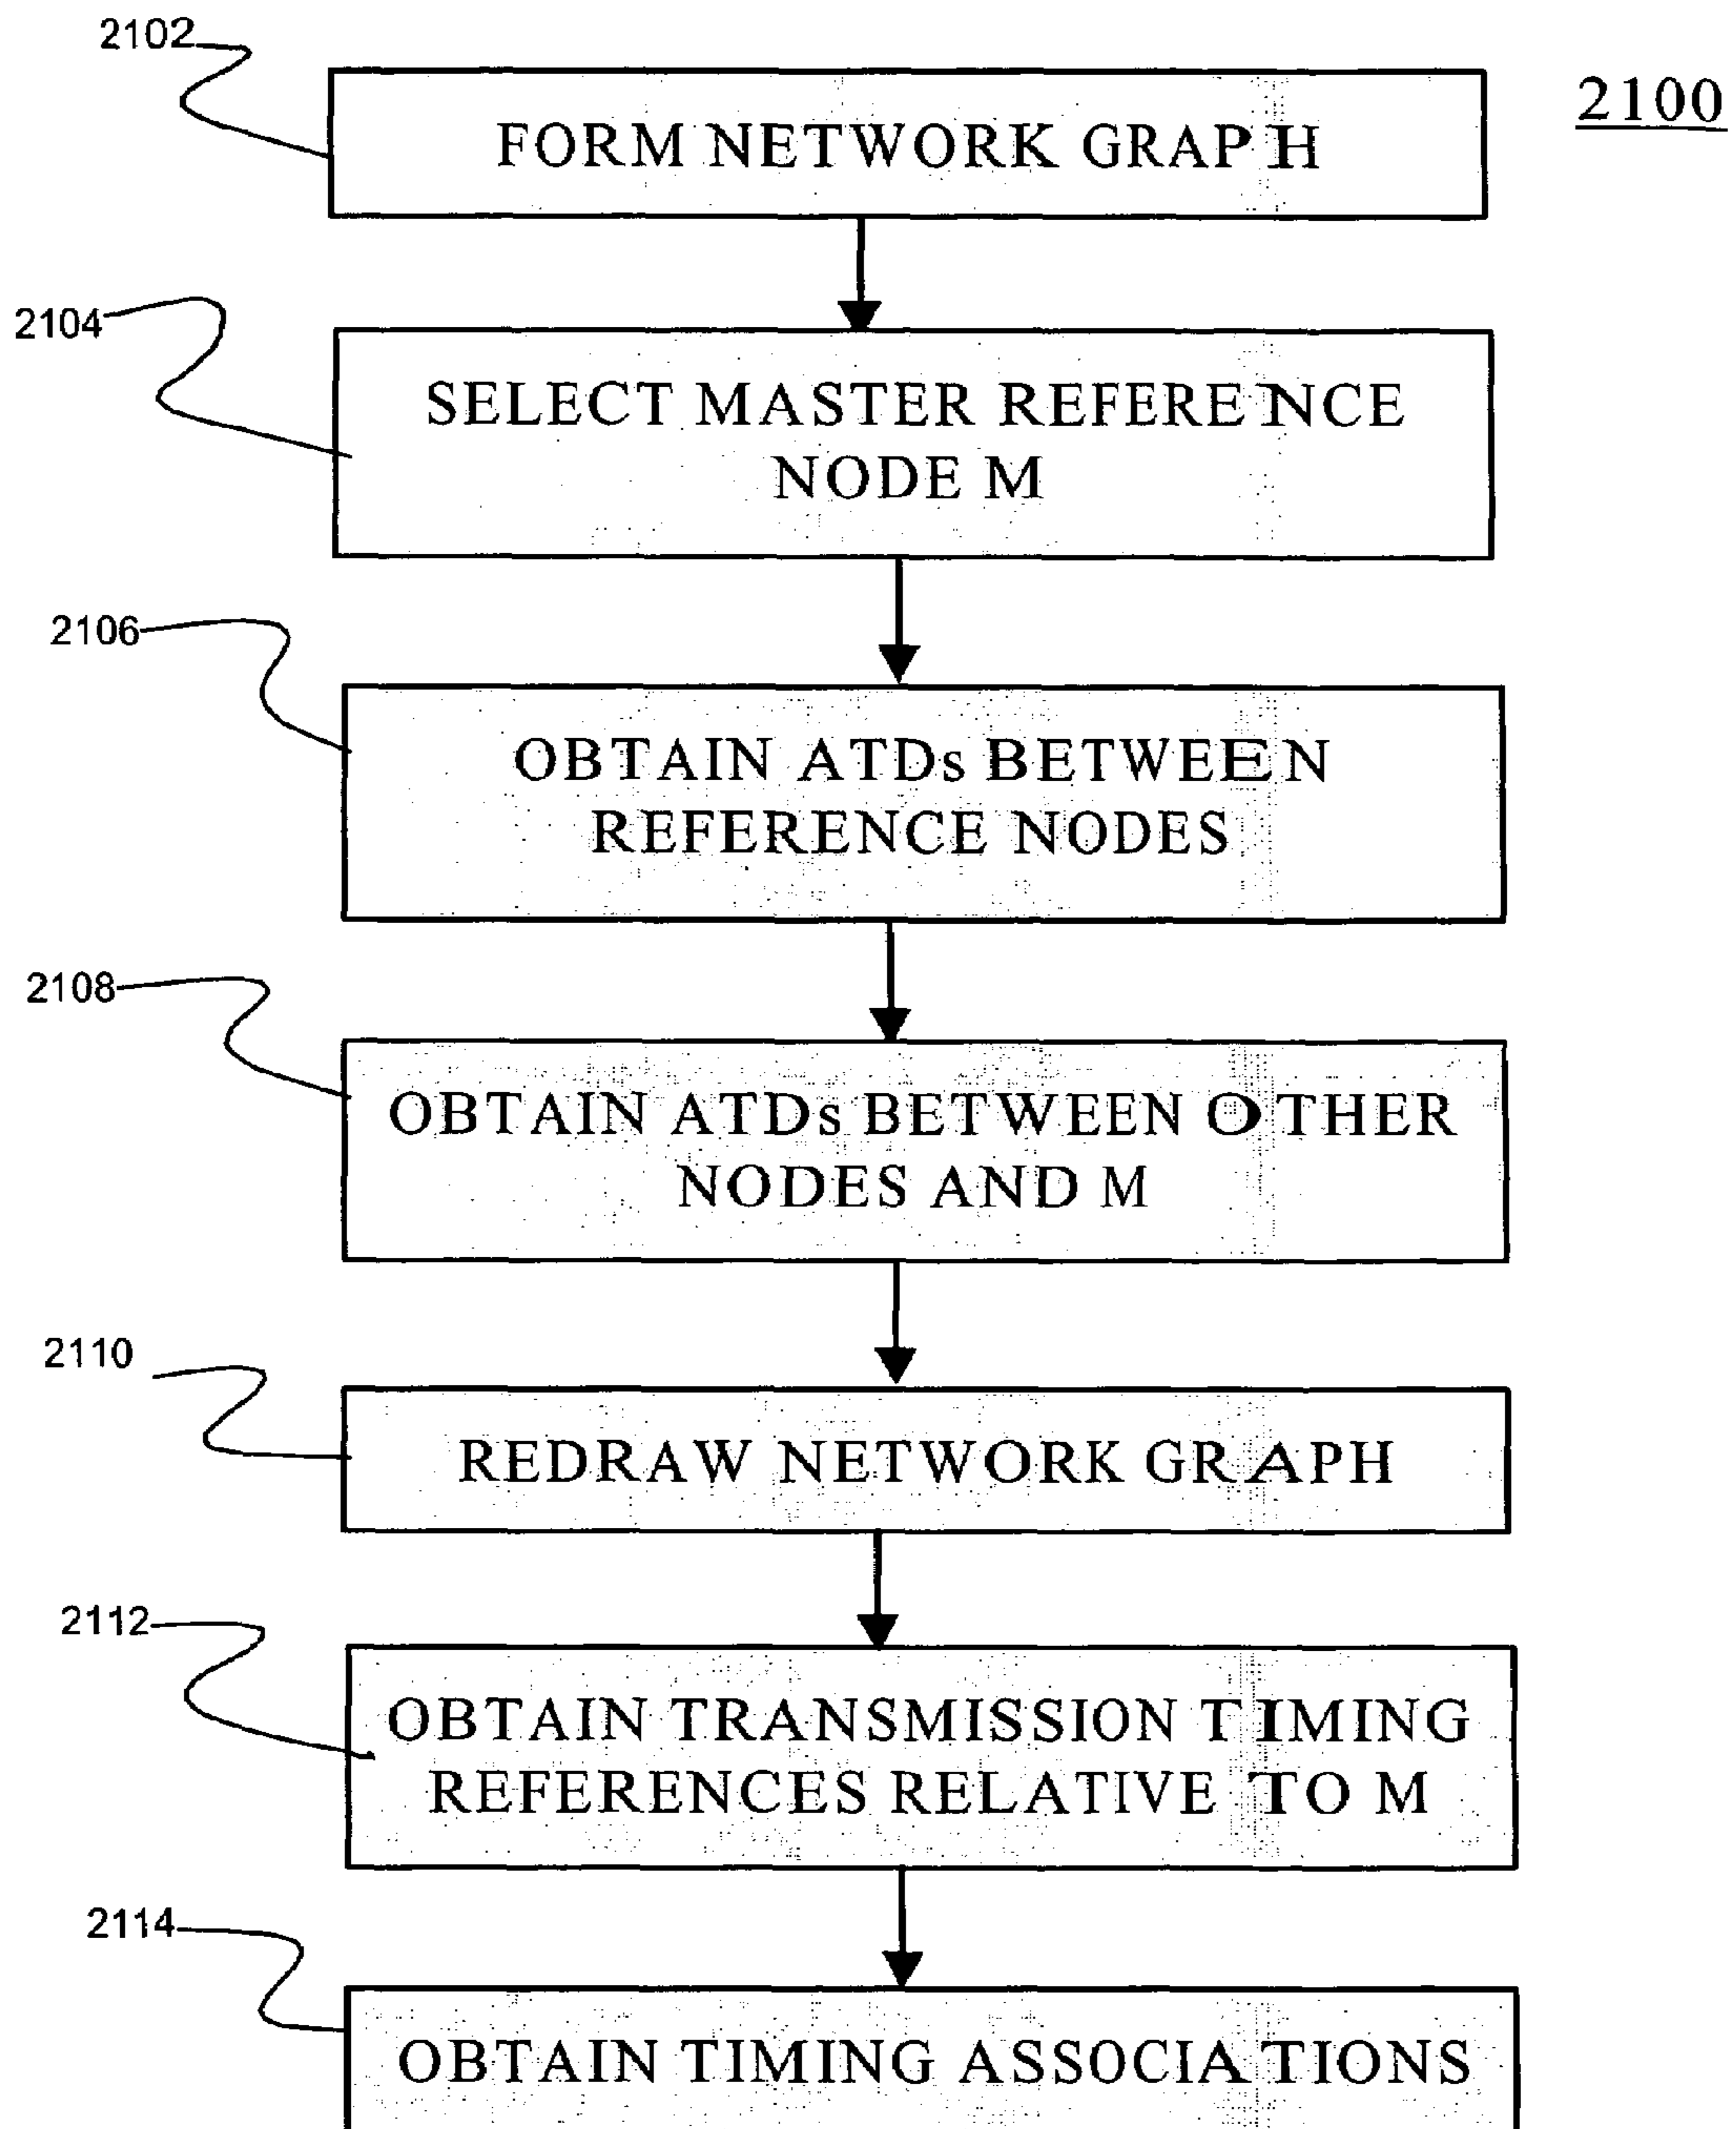 2102
2100
FORM NETWORK GRAPH
2104
SELECT MASTER REFERENCE
NODE M
2106
OBTAIN ATDs BETWEEN
REFERENCE NODES
2108
OBTAIN ATDs BETWEEN OTHER
NODES AND M
2110
REDRAW NETWORK GRAPH
2112
OBTAIN TRANSMISSION TIMING
REFERENCES RELATIVE TO M
2114
OBTAIN TIMING ASSOCIATIONS